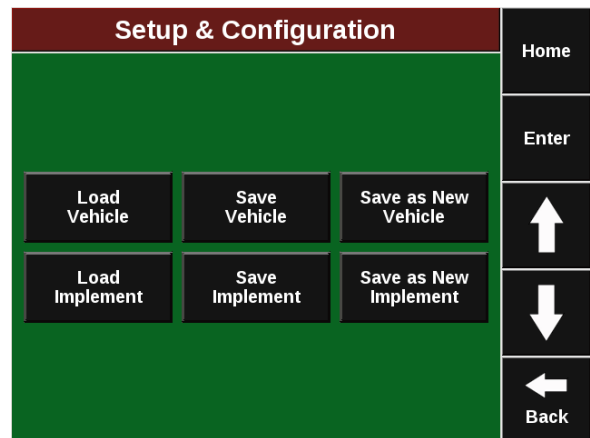 Setup & Configuration
Home
Enter
Load
Vehicle
Save
Vehicle
Save as New
Vehicle
Load
Implement
Save
Implement
Save as New
Implement
Back